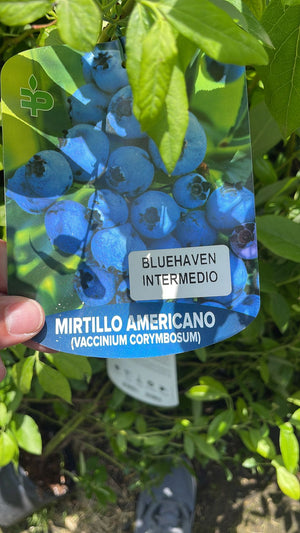 BLUEHAVEN
INTERMEDIO
MIRTILLO AMERICANO
(VACCINIUM CORYMBOSUM)